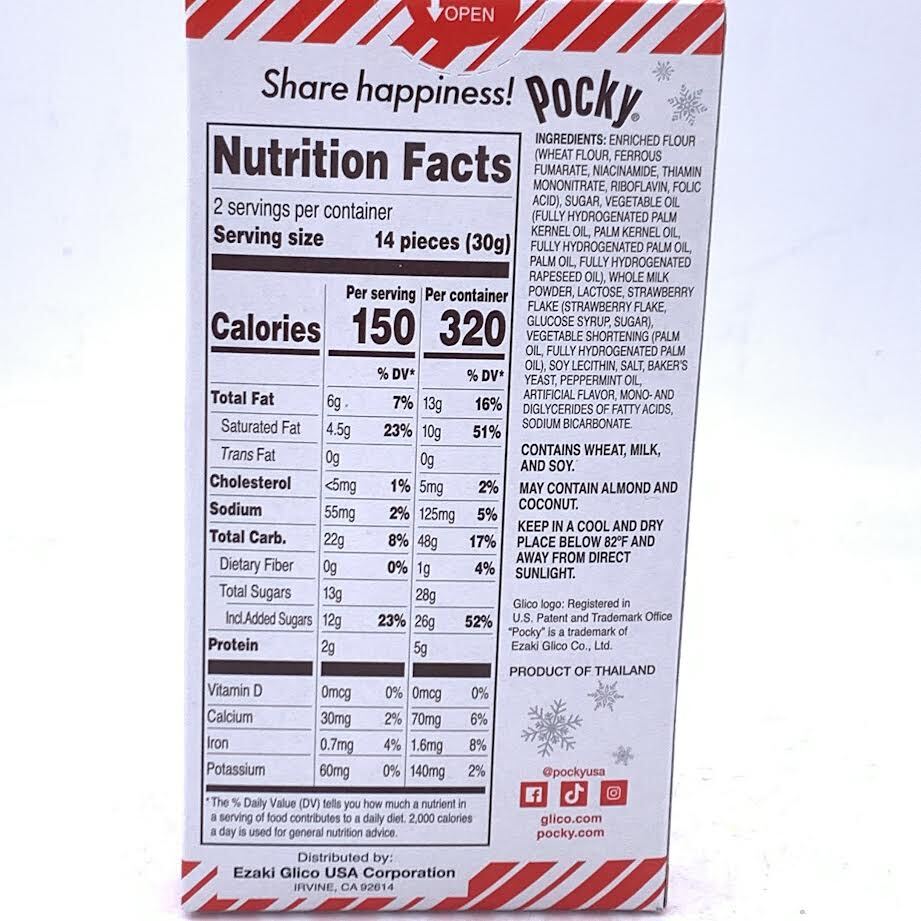 OPEN
Share happiness! Pocky®
Nutrition Facts
2 servings per container
Serving size 14 pieces (30g)
Per serving Per container
Calories 150 320
% DV* % DV*
Total Fat 6g 7% 13g 16%
Saturated Fat 4.5g 23% 10g 51%
Trans Fat 0g 0g
Cholesterol <5mg 1% 5mg 2%
Sodium 55mg 2% 125mg 5%
Total Carb. 22g 8% 48g 17%
Dietary Fiber 0g 0% 1g 4%
Total Sugars 13g 28g
Incl.Added Sugars 12g 23% 26g 52%
Protein 2g 5g
Vitamin D 0mcg 0% 0mcg 0%
Calcium 30mg 2% 70mg 6%
Iron 0.7mg 4% 1.6mg 8%
Potassium 60mg 0% 140mg 2%
*The % Daily Value (DV) tells you how much a nutrient in
a serving of food contributes to a daily diet. 2,000 calories
a day is used for general nutrition advice.
Distributed by:
Ezaki Glico USA Corporation
IRVINE, CA 92614
INGREDIENTS: ENRICHED FLOUR
(WHEAT FLOUR, FERROUS
FUMARATE, NIACINAMIDE, THIAMIN
MONONITRATE, RIBOFLAVIN, FOLIC
ACID), SUGAR, VEGETABLE OIL
(FULLY HYDROGENATED PALM
KERNEL OIL, PALM KERNEL OIL,
FULLY HYDROGENATED PALM OIL,
PALM OIL, FULLY HYDROGENATED
RAPESEED OIL), WHOLE MILK
POWDER, LACTOSE, STRAWBERRY
FLAKE (STRAWBERRY FLAKE,
GLUCOSE SYRUP, SUGAR),
VEGETABLE SHORTENING (PALM
OIL, FULLY HYDROGENATED PALM
OIL), SOY LECITHIN, SALT, BAKER'S
YEAST, PEPPERMINT OIL,
ARTIFICIAL FLAVOR, MONO- AND
DIGLYCERIDES OF FATTY ACIDS,
SODIUM BICARBONATE.
CONTAINS WHEAT, MILK,
AND SOY.
MAY CONTAIN ALMOND AND
COCONUT.
KEEP IN A COOL AND DRY
PLACE BELOW 82°F AND
AWAY FROM DIRECT
SUNLIGHT.
Glico logo: Registered in
U.S. Patent and Trademark Office
"Pocky" is a trademark of
Ezaki Glico Co., Ltd.
PRODUCT OF THAILAND
@pockyusa
glico.com
pocky.com